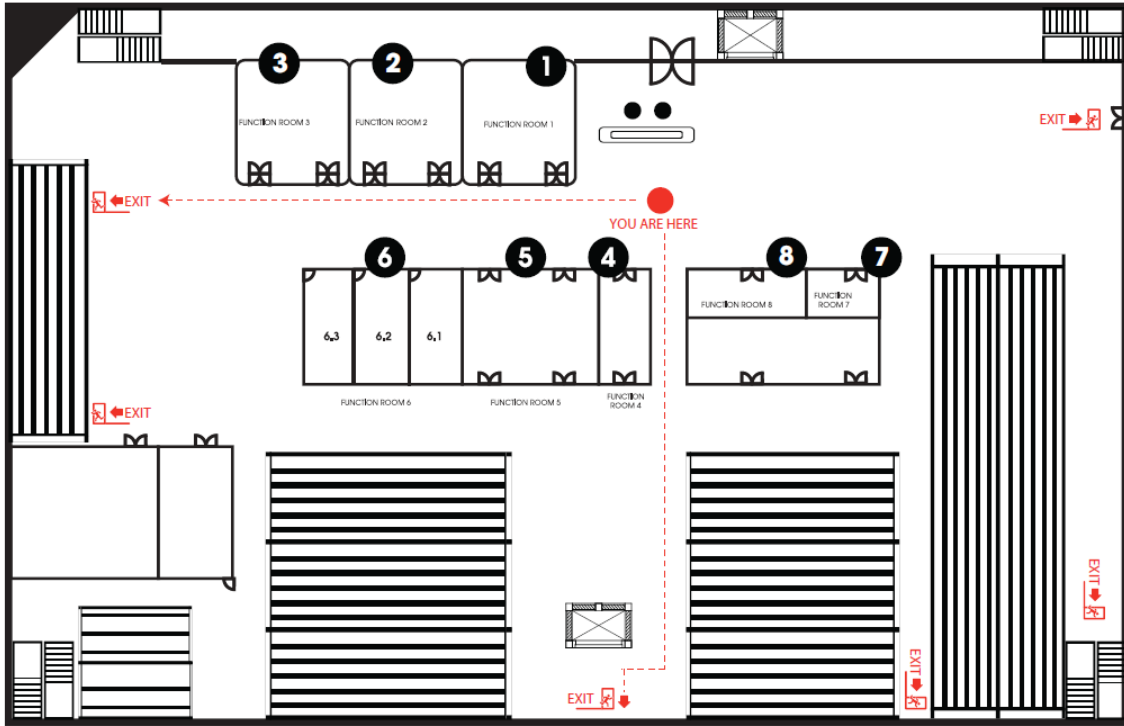 3
2
1
FUNCTION ROOM 3
FUNCTION ROOM 2
FUNCTION ROOM 1
EXIT
EXIT
YOU ARE HERE
6
5
4
8
7
FUNCTION ROOM 8
FUNCTION
ROOM 7
6.3
6.2
6.1
FUNCTION ROOM 6
FUNCTION ROOM 5
FUNCTION
ROOM 4
EXIT
EXIT
EXIT
EXIT